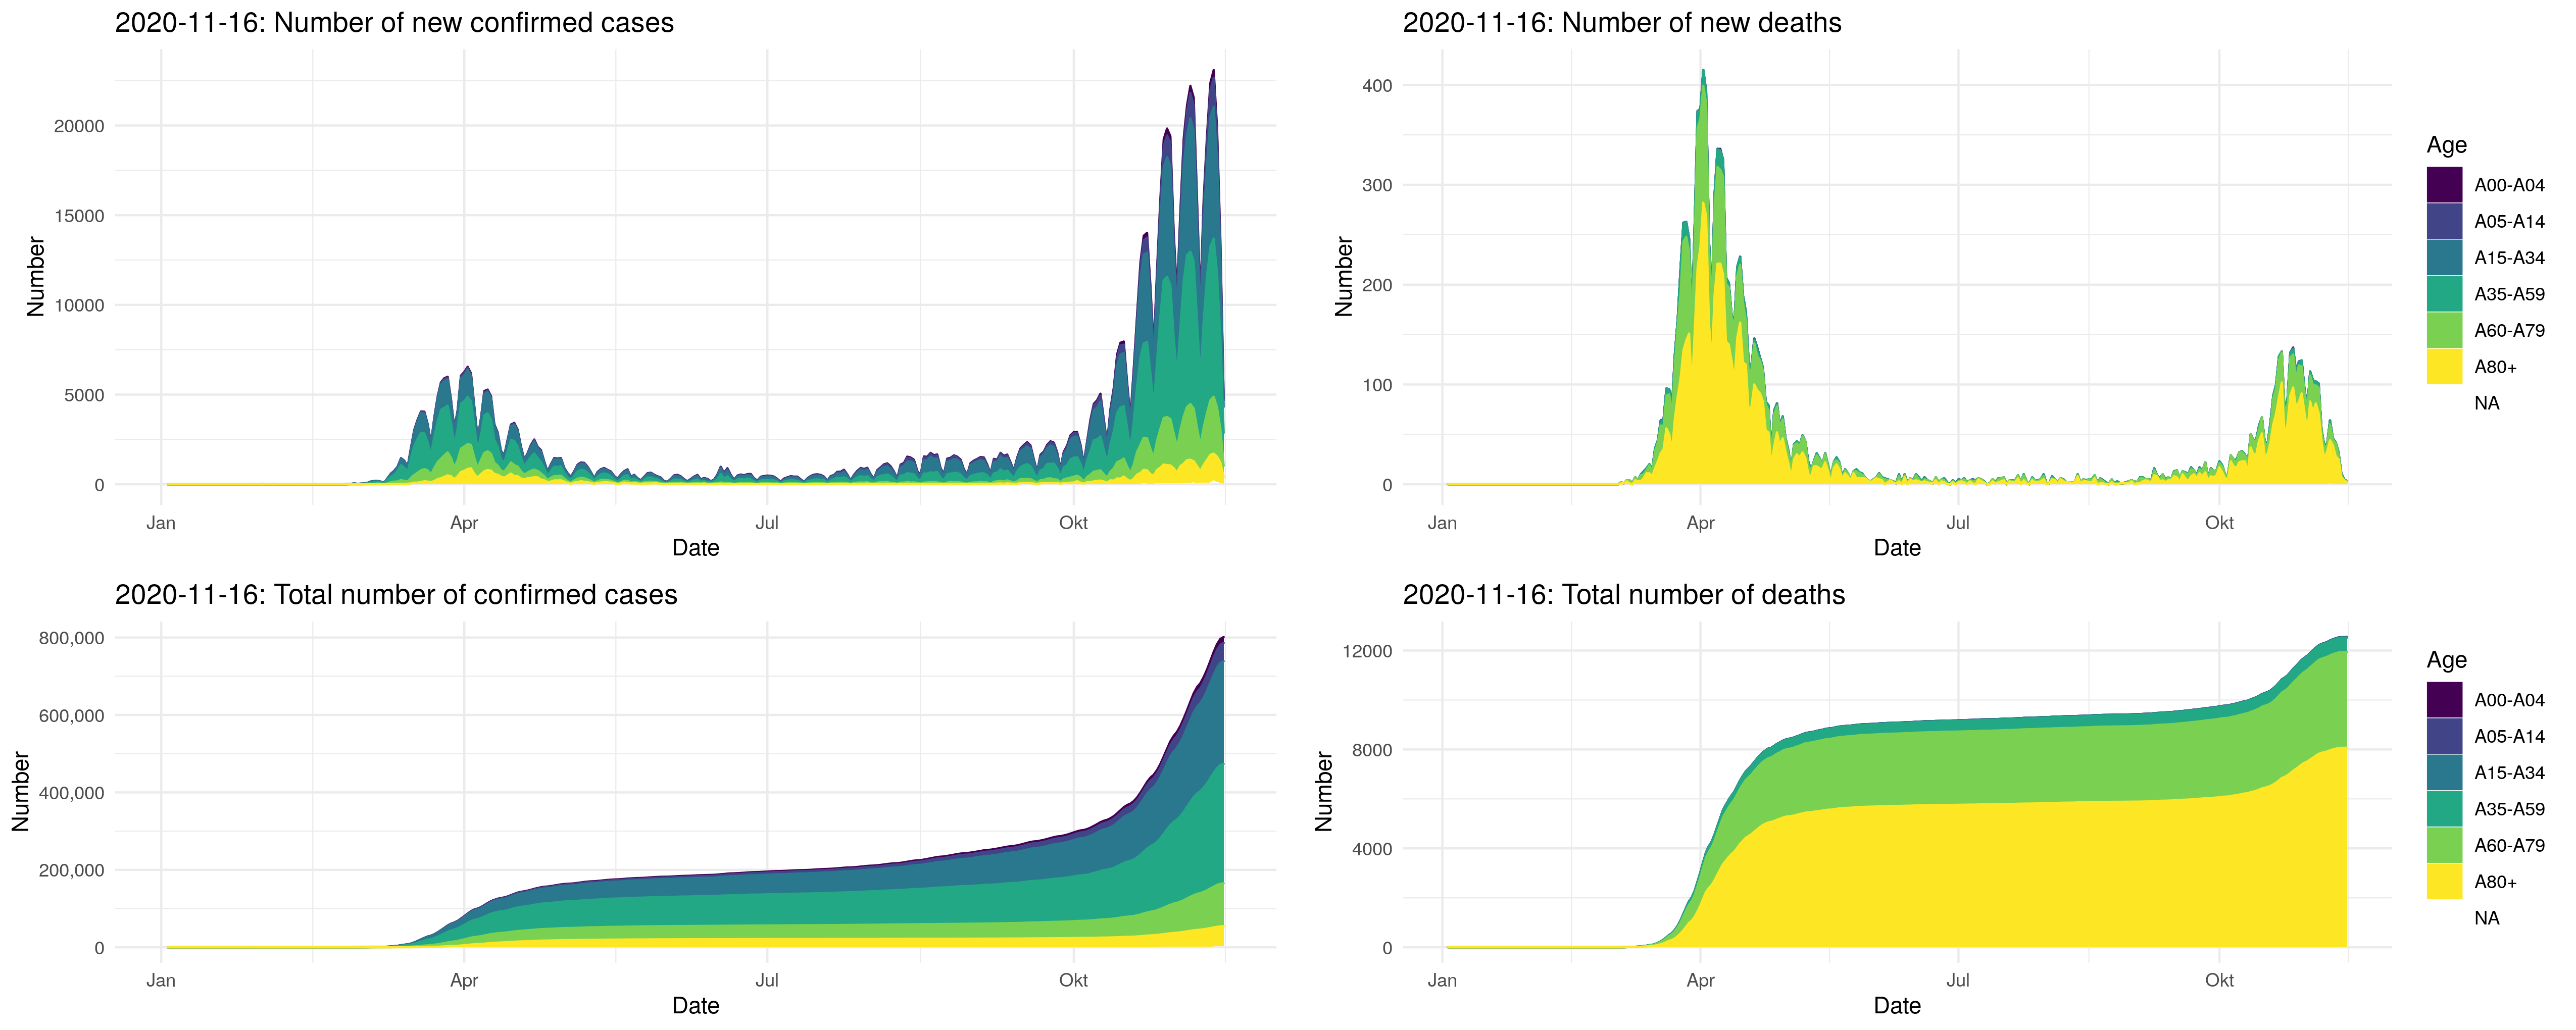 2020-11-16: Number of new confirmed cases
Number
20000
15000
10000
5000
0
Jan Apr Jul Okt
Date
2020-11-16: Number of new deaths
Number
400
300
200
100
0
Jan Apr Jul Okt
Date
Age
A00-A04
A05-A14
A15-A34
A35-A59
A60-A79
A80+
NA
2020-11-16: Total number of confirmed cases
Number
800,000
600,000
400,000
200,000
0
Jan Apr Jul Okt
Date
2020-11-16: Total number of deaths
Number
12000
8000
4000
0
Jan Apr Jul Okt
Date
Age
A00-A04
A05-A14
A15-A34
A35-A59
A60-A79
A80+
NA